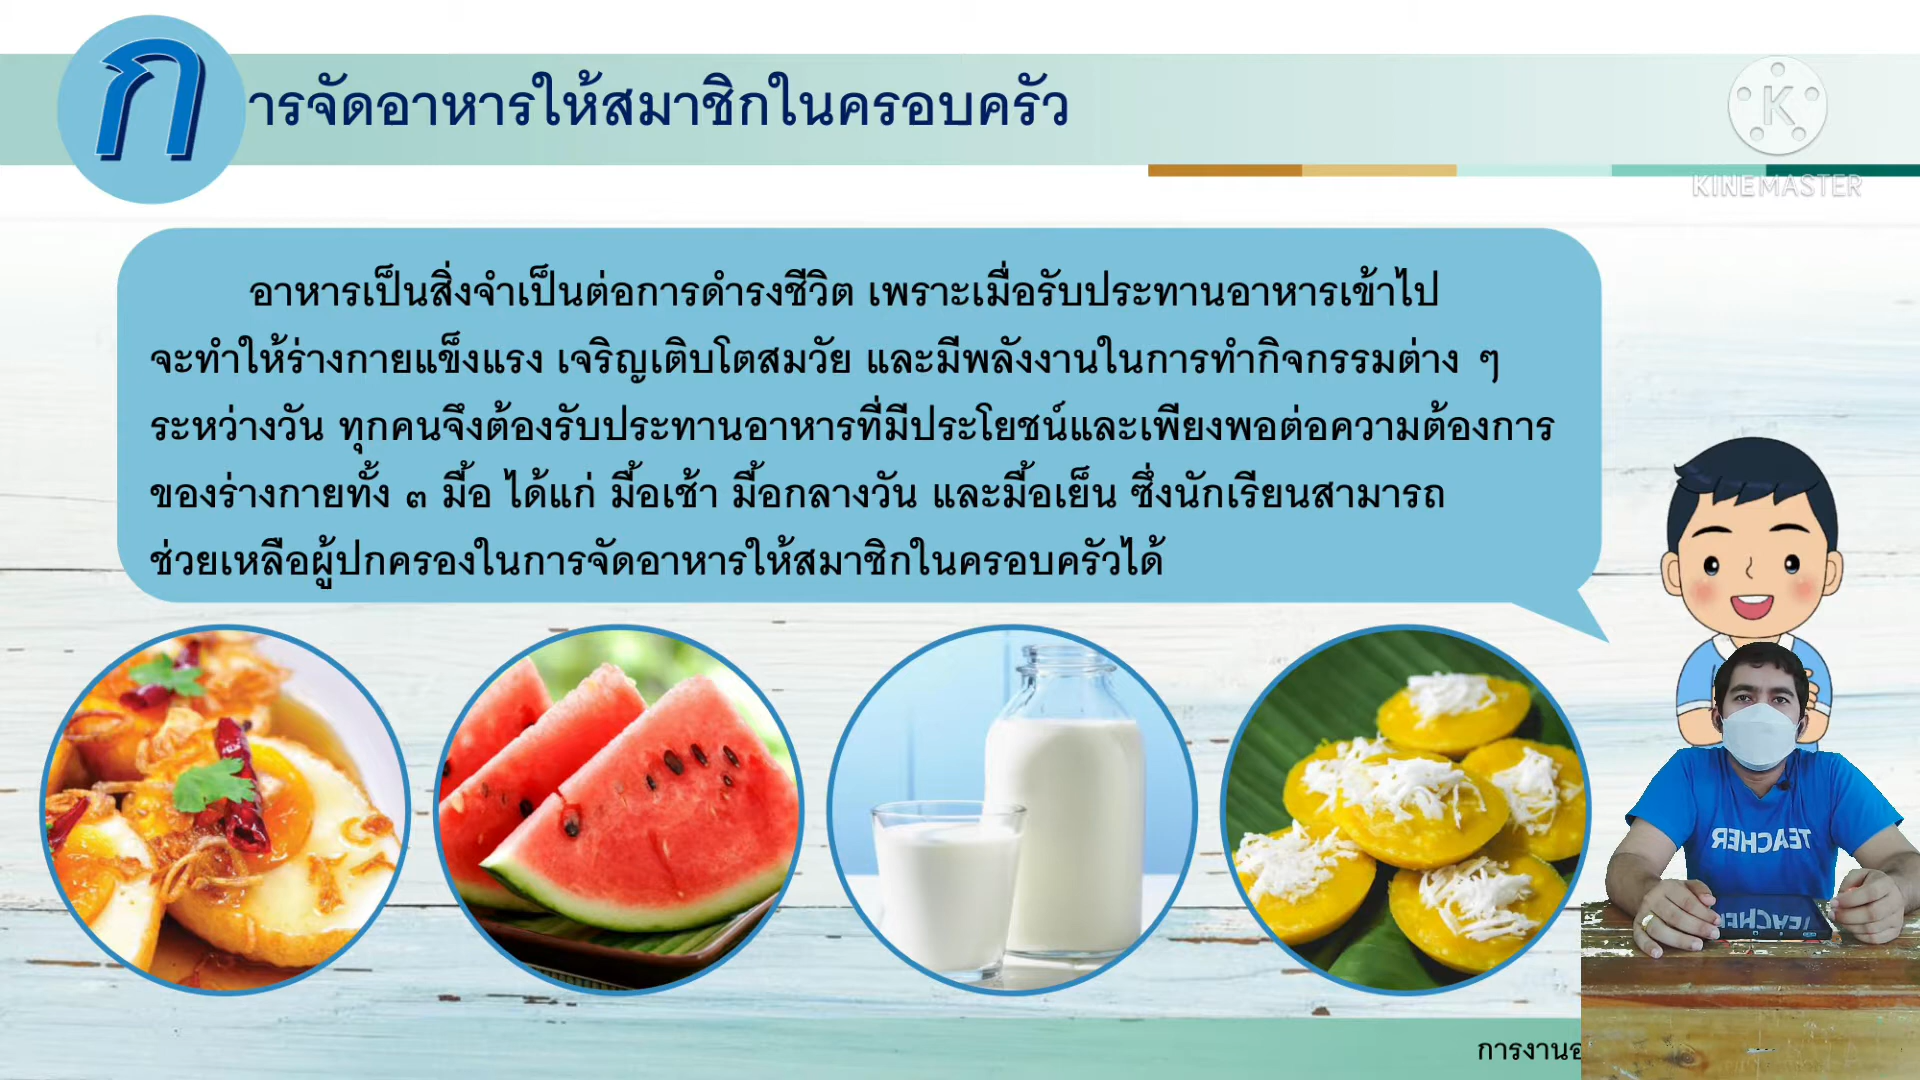 การจัดอาหารให้สมาชิกในครอบครัว
KINEMASTER
อาหารเป็นสิ่งจำเป็นต่อการดำรงชีวิต เพราะเมื่อรับประทานอาหารเข้าไป
จะทำให้ร่างกายแข็งแรง เจริญเติบโตสมวัย และมีพลังงานในการทำกิจกรรมต่าง ๆ
ระหว่างวัน ทุกคนจึงต้องรับประทานอาหารที่มีประโยชน์และเพียงพอต่อความต้องการ
ของร่างกายทั้ง ๓ มื้อ ได้แก่ มื้อเช้า มื้อกลางวัน และมื้อเย็น ซึ่งนักเรียนสามารถ
ช่วยเหลือผู้ปกครองในการจัดอาหารให้สมาชิกในครอบครัวได้
TEACHER
TEACHER
การงานอ